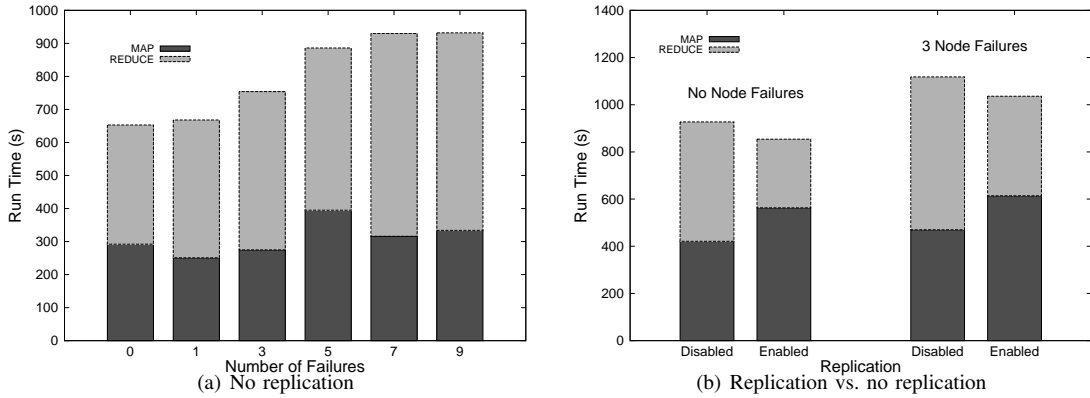 1000
900
800
700
600
500
400
300
200
100
0
Run Time (s)
MAP
REDUCE
0 1 3 5 7 9
Number of Failures
(a) No replication
1400
1200
1000
800
600
400
200
0
Run Time (s)
MAP
REDUCE
3 Node Failures
No Node Failures
Disabled Enabled Disabled Enabled
Replication
(b) Replication vs. no replication